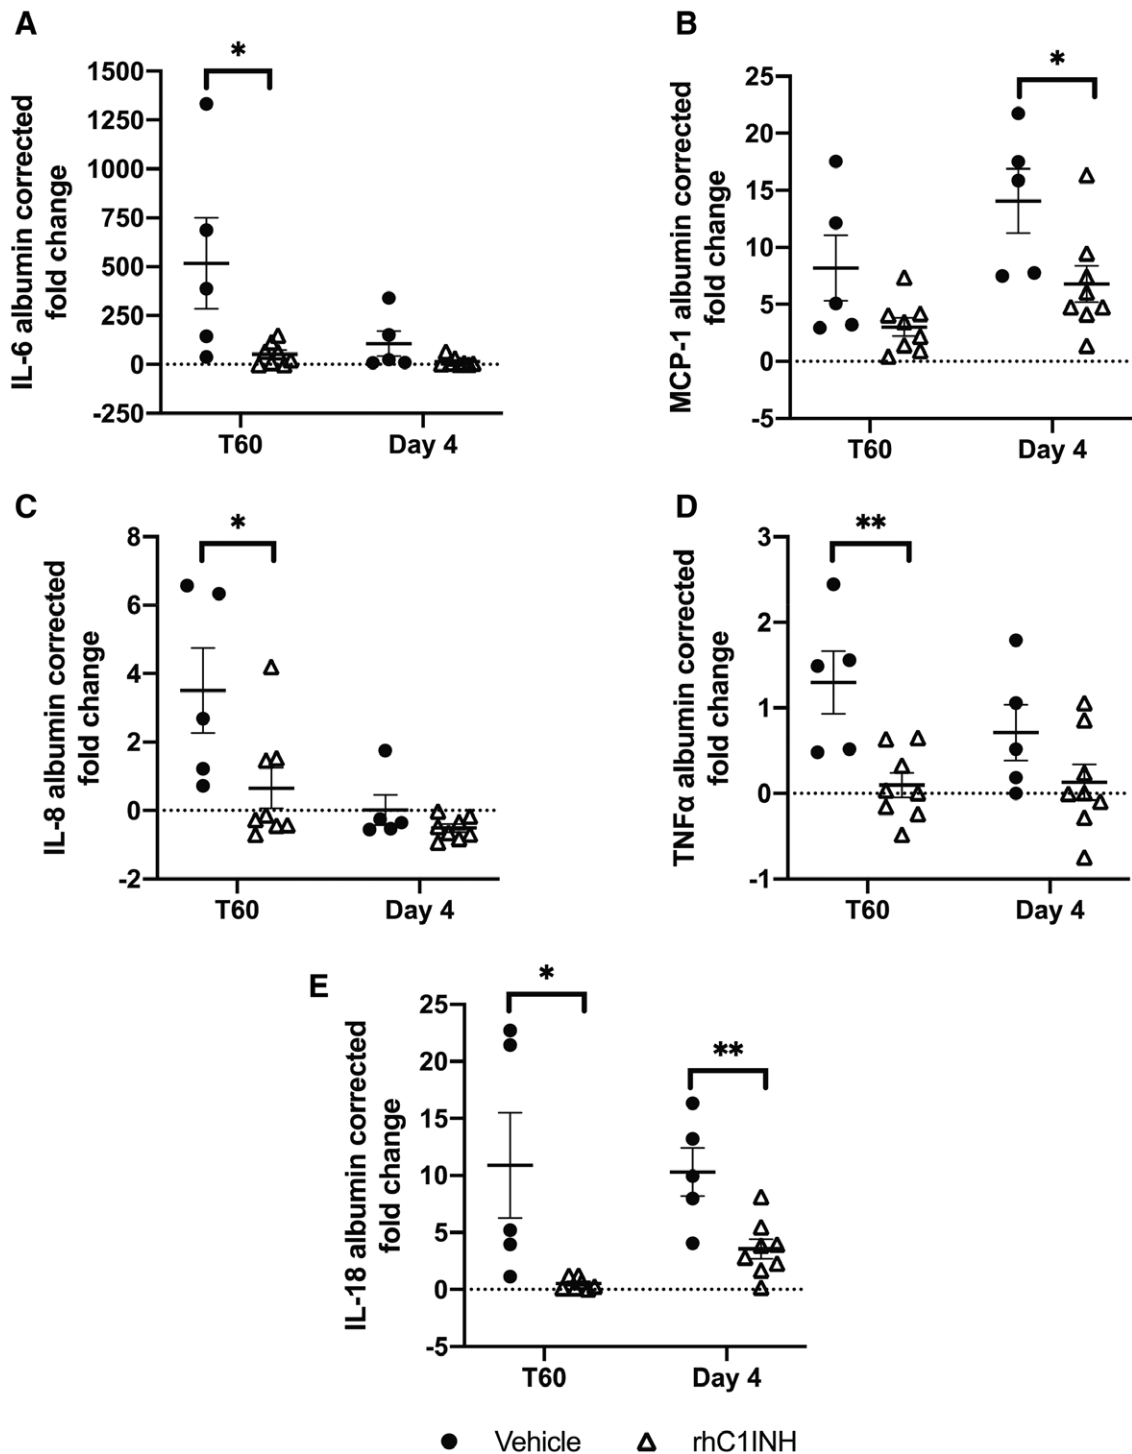 A
*
1500
1250
1000
750
500
250
0
-250
IL-6 albumin corrected
fold change
T60
Day 4
B
*
25
20
15
10
5
0
-5
MCP-1 albumin corrected
fold change
T60
Day 4
C
*
8
6
4
2
0
-2
IL-8 albumin corrected
fold change
T60
Day 4
D
**
3
2
1
0
-1
TNFα albumin corrected
fold change
T60
Day 4
E
*
**
25
20
15
10
5
0
-5
IL-18 albumin corrected
fold change
T60
Day 4
Vehicle
rhC1INH